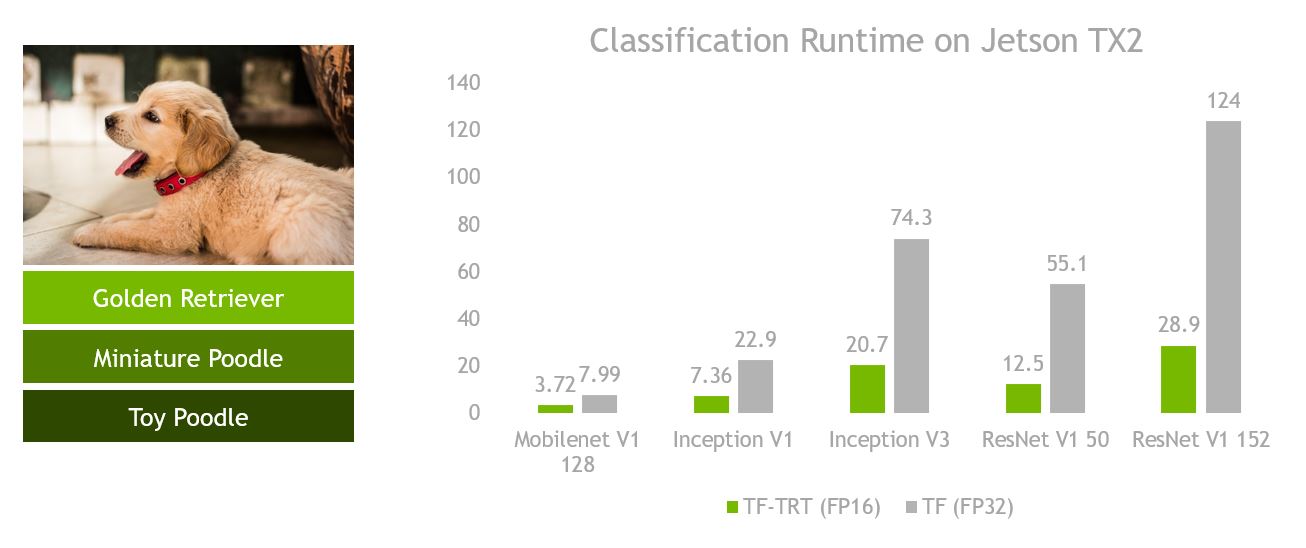 Classification Runtime on Jetson TX2
Golden Retriever
Miniature Poodle
Toy Poodle
140
120
100
80
60
40
20
0
3.72
7.99
7.36
22.9
20.7
74.3
12.5
55.1
28.9
124
Mobilenet V1
128
Inception V1
Inception V3
ResNet V1 50
ResNet V1 152
TF-TRT (FP16)
TF (FP32)